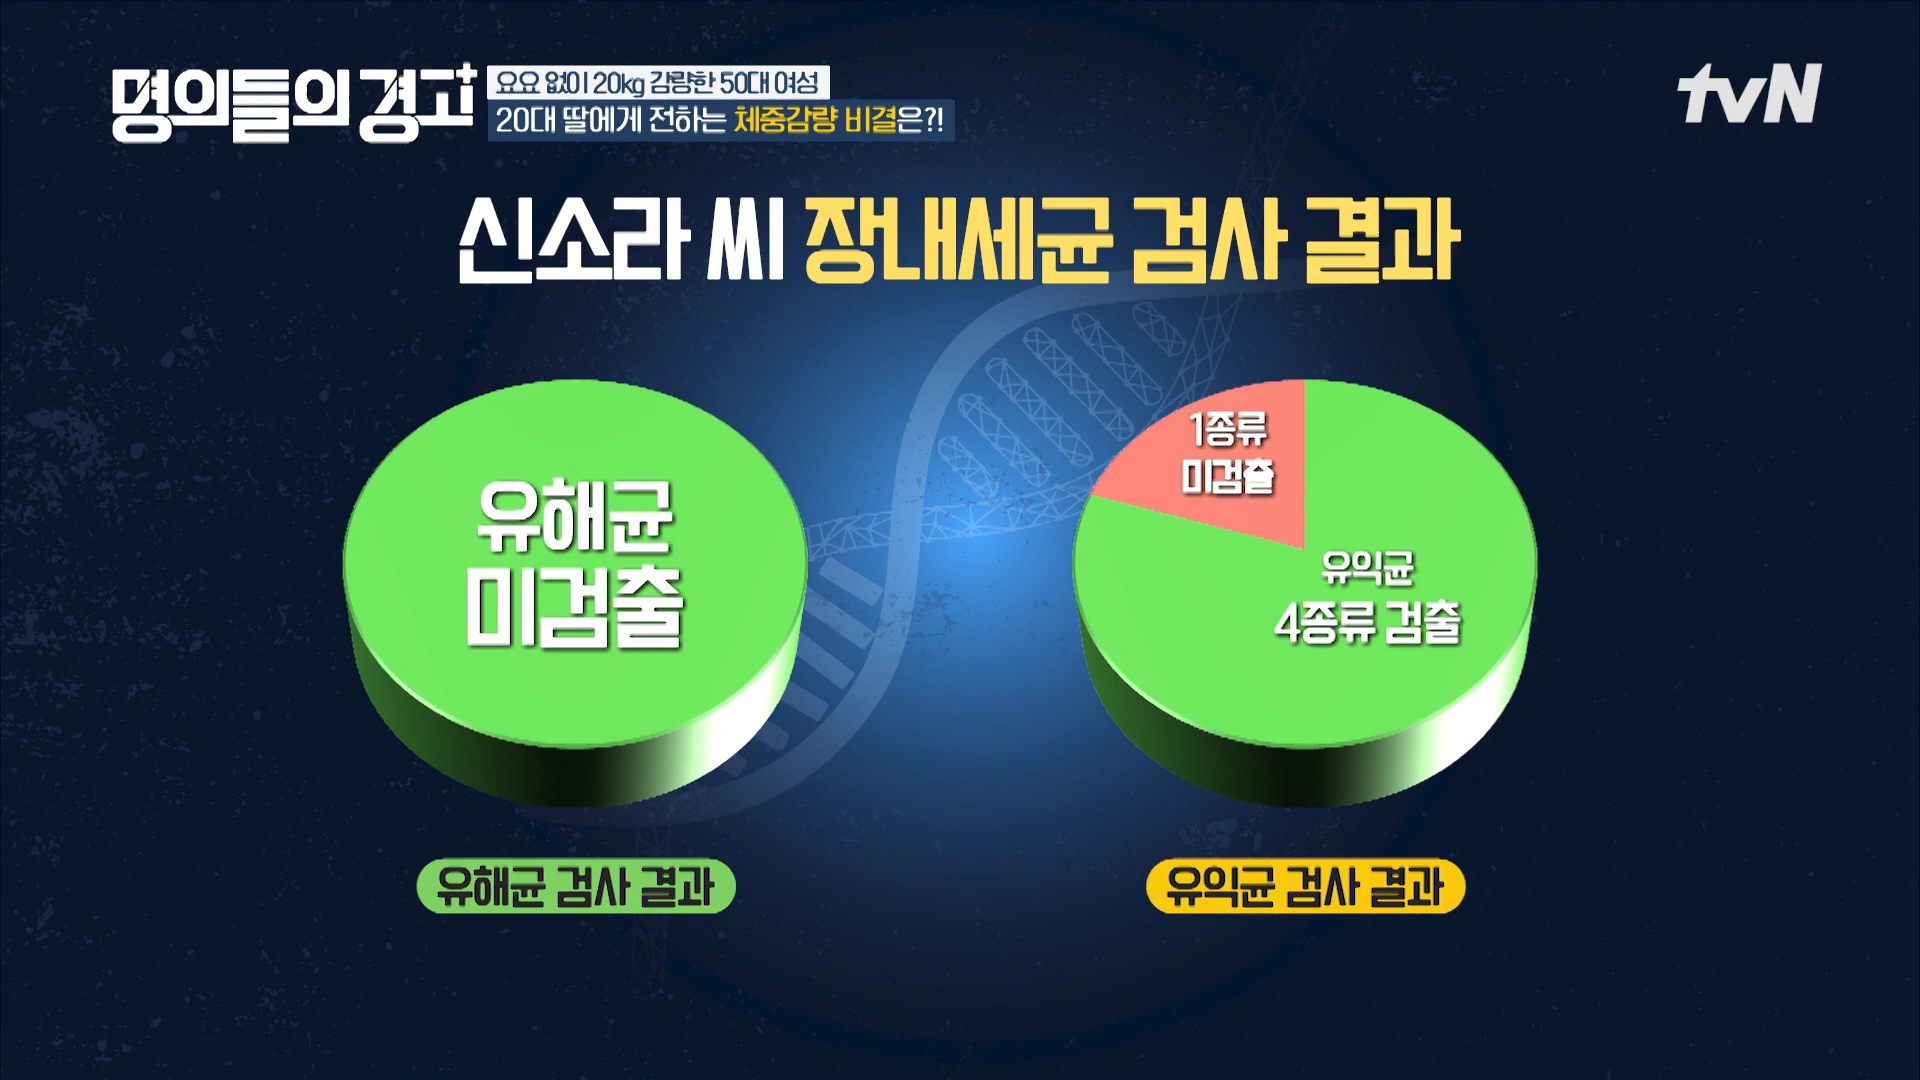 명의들의 경고+
요요 없이 20kg 감량한 50대 여성
20대 딸에게 전하는 체중감량 비결은?!
tvN
신소라 씨 장내세균 검사 결과
유해균
미검출
1종류
미검출
유익균
4종류 검출
유해균 검사 결과
유익균 검사 결과